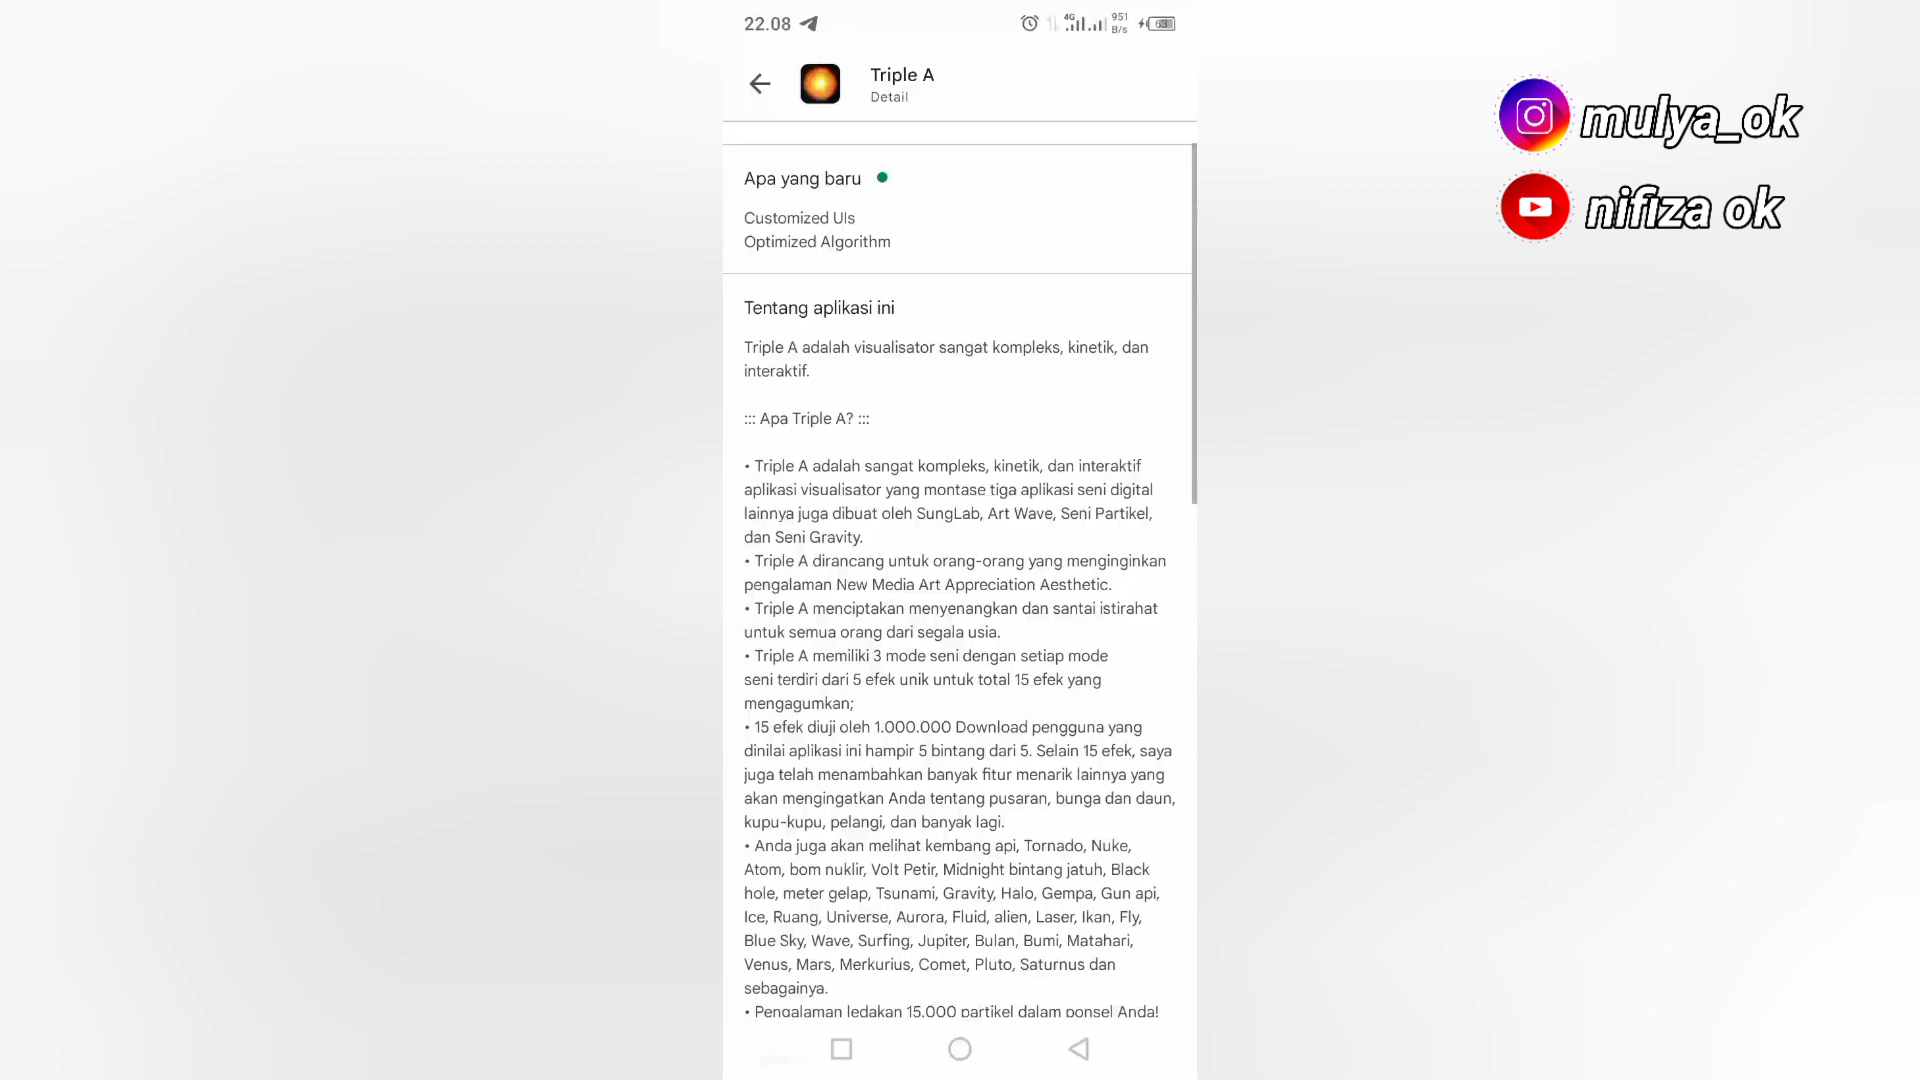 22.08
4G
951
B/s
63
Triple A
Detail
mulya_ok
nifiza ok
Apa yang baru
Customized UIs
Optimized Algorithm
Tentang aplikasi ini
Triple A adalah visualisator sangat kompleks, kinetik, dan
interaktif.
::: Apa Triple A? :::
• Triple A adalah sangat kompleks, kinetik, dan interaktif
aplikasi visualisator yang montase tiga aplikasi seni digital
lainnya juga dibuat oleh SungLab, Art Wave, Seni Partikel,
dan Seni Gravity.
• Triple A dirancang untuk orang-orang yang menginginkan
pengalaman New Media Art Appreciation Aesthetic.
• Triple A menciptakan menyenangkan dan santai istirahat
untuk semua orang dari segala usia.
• Triple A memiliki 3 mode seni dengan setiap mode
seni terdiri dari 5 efek unik untuk total 15 efek yang
mengagumkan;
• 15 efek diuji oleh 1.000.000 Download pengguna yang
dinilai aplikasi ini hampir 5 bintang dari 5. Selain 15 efek, saya
juga telah menambahkan banyak fitur menarik lainnya yang
akan mengingatkan Anda tentang pusaran, bunga dan daun,
kupu-kupu, pelangi, dan banyak lagi.
• Anda juga akan melihat kembang api, Tornado, Nuke,
Atom, bom nuklir, Volt Petir, Midnight bintang jatuh, Black
hole, meter gelap, Tsunami, Gravity, Halo, Gempa, Gun api,
Ice, Ruang, Universe, Aurora, Fluid, alien, Laser, Ikan, Fly,
Blue Sky, Wave, Surfing, Jupiter, Bulan, Bumi, Matahari,
Venus, Mars, Merkurius, Comet, Pluto, Saturnus dan
sebagainya.
• Pengalaman ledakan 15.000 partikel dalam ponsel Anda!